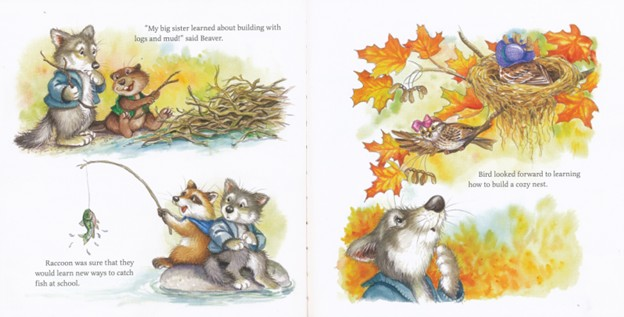 "My big sister learned about building with
logs and mud!" said Beaver.
Raccoon was sure that they
would learn new ways to catch
fish at school.
Bird looked forward to learning
how to build a cozy nest.